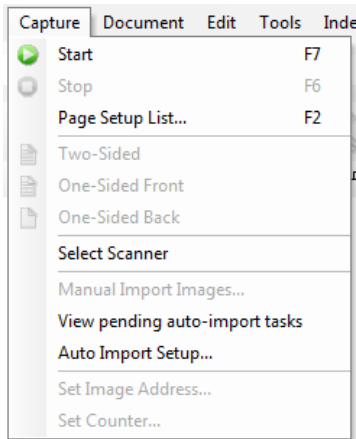 Capture Document Edit Tools Inde
Start F7
Stop F6
Page Setup List... F2
Two-Sided
One-Sided Front
One-Sided Back
Select Scanner
Manual Import Images...
View pending auto-import tasks
Auto Import Setup...
Set Image Address...
Set Counter...